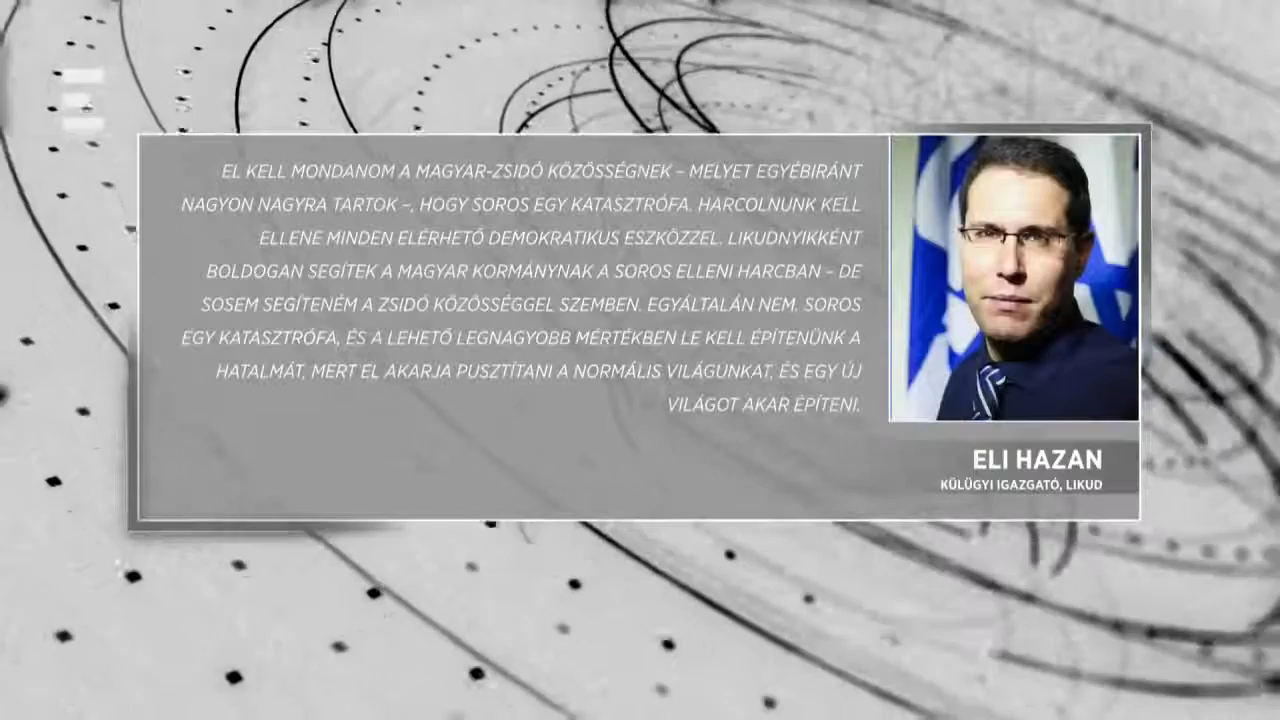 EL KELL MONDANOM A MAGYAR-ZSIDÓ KÖZÖSSÉGNEK – MELYET EGYÉBIRÁNT
NAGYON NAGYRA TARTOK –, HOGY SOROS EGY KATASZTRÓFA. HARCOLNUNK KELL
ELLENE MINDEN ELÉRHETŐ DEMOKRATIKUS ESZKÖZZEL. LIKUDNYIKKÉNT
BOLDOGAN SEGÍTEK A MAGYAR KORMÁNYNAK A SOROS ELLENI HARCBAN – DE
SOSEM SEGÍTENÉM A ZSIDÓ KÖZÖSSÉGGEL SZEMBEN. EGYÁLTALÁN NEM. SOROS
EGY KATASZTRÓFA, ÉS A LEHETŐ LEGNAGYOBB MÉRTÉKBEN LE KELL ÉPÍTENÜNK A
HATALMÁT, MERT EL AKARJA PUSZTÍTANI A NORMÁLIS VILÁGUNKAT, ÉS EGY ÚJ
VILÁGOT AKAR ÉPÍTENI.
ELI HAZAN
KÜLÜGYI IGAZGATÓ, LIKUD